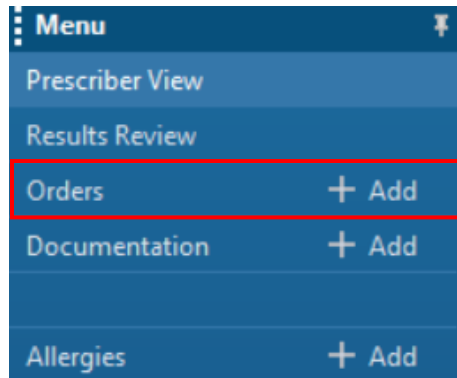 Menu
Prescriber View
Results Review
Orders + Add
Documentation + Add
Allergies + Add